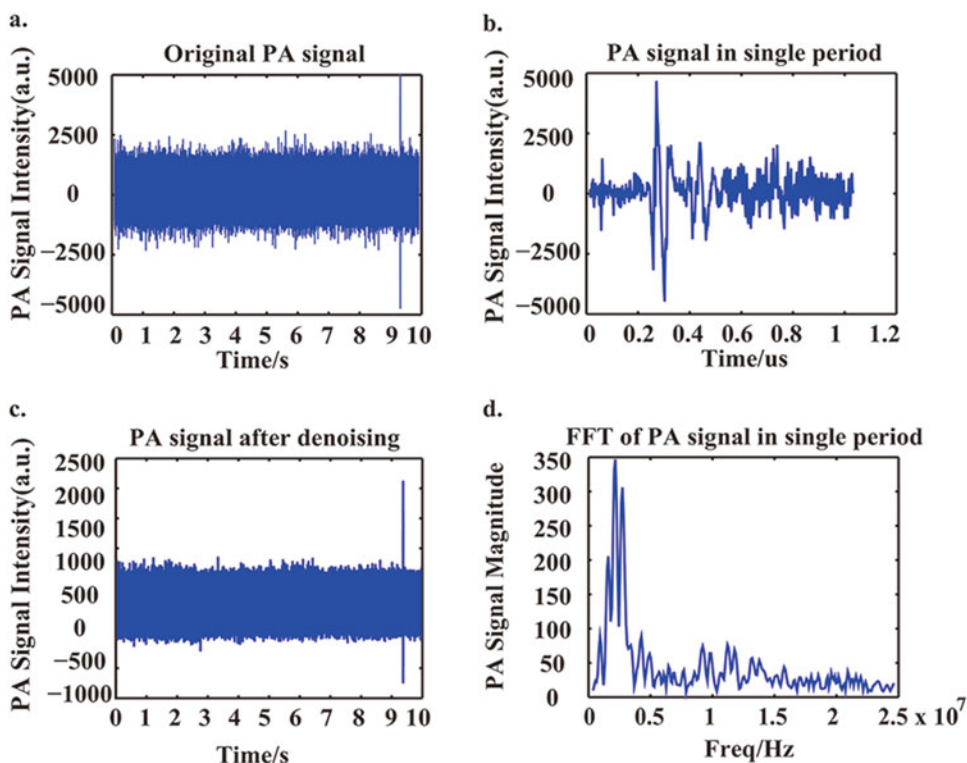 a.
Original PA signal
PA Signal Intensity(a.u.)
5000
2500
0
−2500
−5000
0 1 2 3 4 5 6 7 8 9 10
Time/s
b.
PA signal in single period
PA Signal Intensity(a.u.)
5000
2500
0
−2500
−5000
0 0.2 0.4 0.6 0.8 1.0 1.2
Time/us
c.
PA signal after denoising
PA Signal Intensity(a.u.)
2500
2000
1500
1000
500
0
−500
−1000
0 1 2 3 4 5 6 7 8 9 10
Time/s
d.
FFT of PA signal in single period
PA Signal Magnitude
350
300
250
200
150
100
50
0
0 0.5 1 1.5 2 2.5 x 10⁷
Freq/Hz